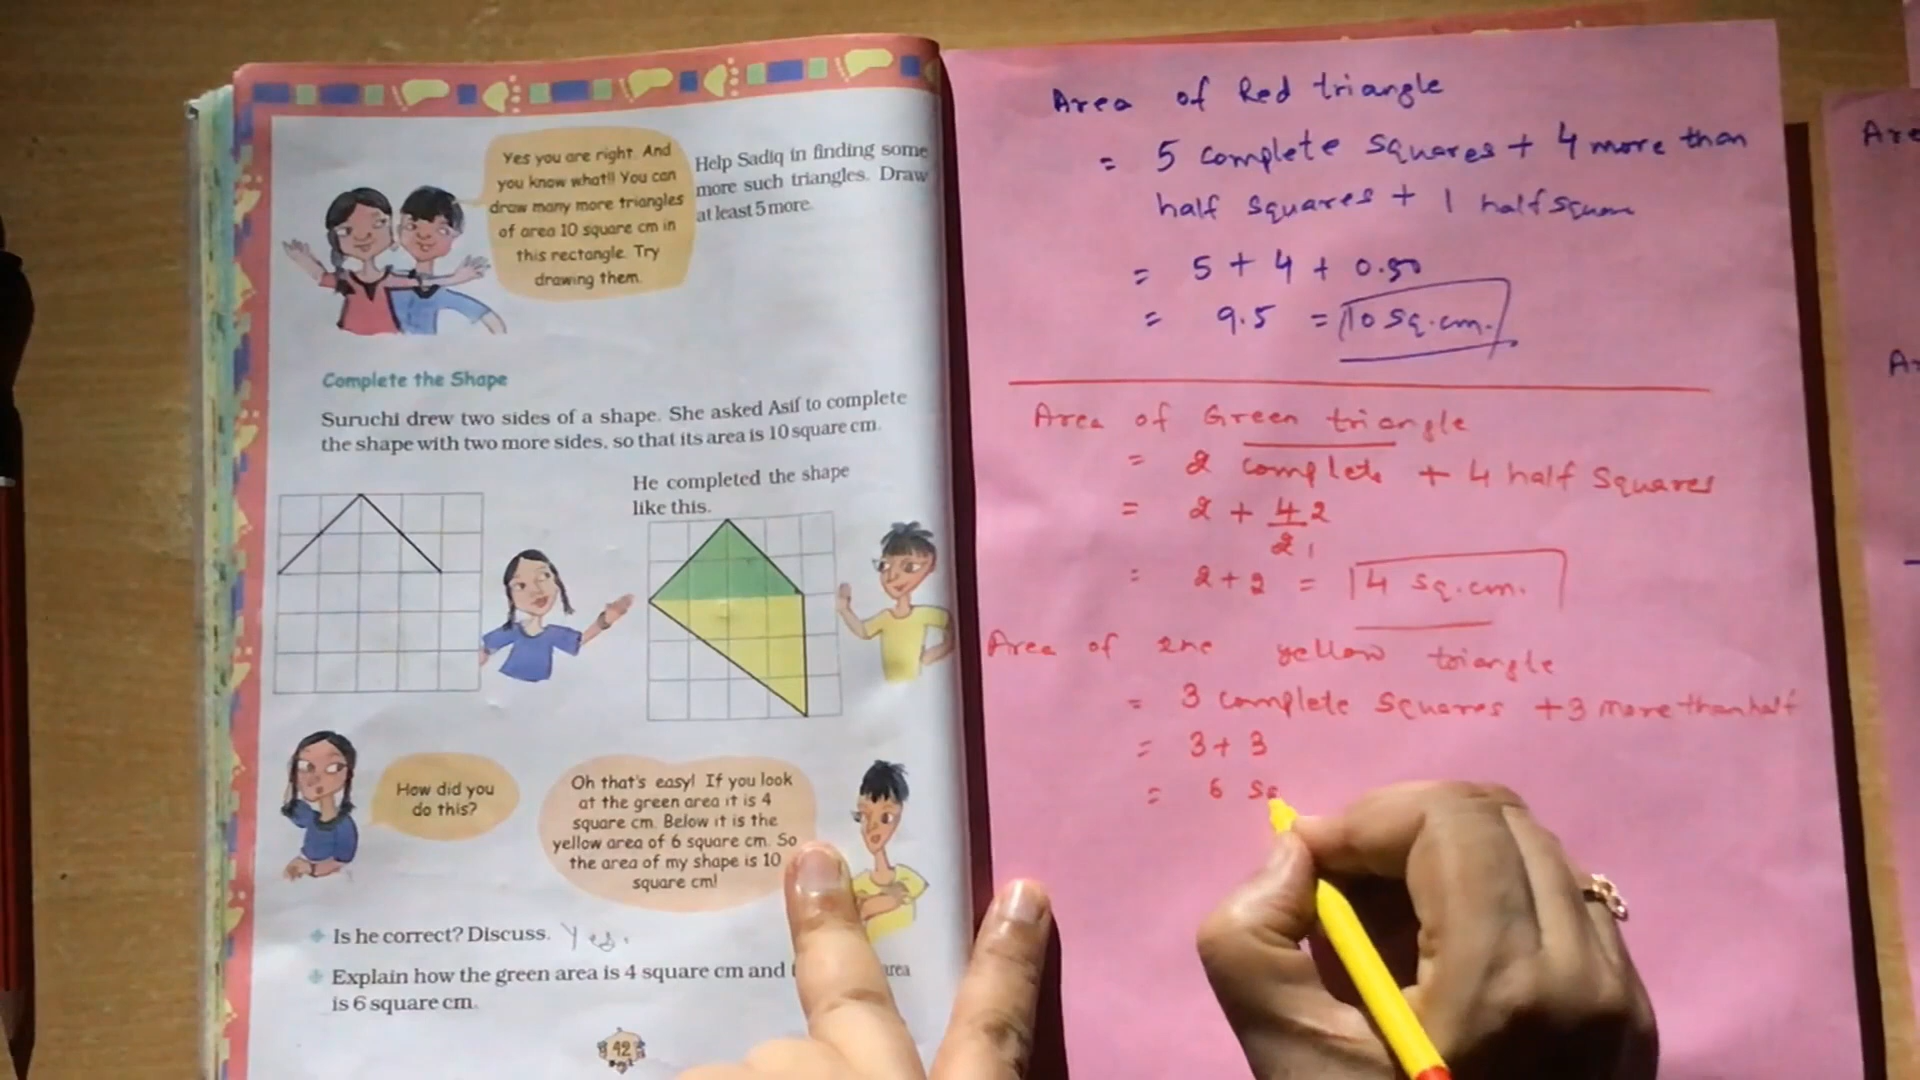 Yes you are right. And
you know what!! You can
draw many more triangles
of area 10 square cm in
this rectangle. Try
drawing them.
Help Sadiq in finding some
more such triangles. Draw
at least 5 more.
Complete the Shape
Suruchi drew two sides of a shape. She asked Asif to complete
the shape with two more sides, so that its area is 10 square cm.
He completed the shape
like this.
How did you
do this?
Oh that's easy! If you look
at the green area it is 4
square cm. Below it is the
yellow area of 6 square cm. So
the area of my shape is 10
square cm!
Is he correct? Discuss. Yes.
Explain how the green area is 4 square cm and area
is 6 square cm.
42
Area of Red triangle
= 5 complete squares + 4 more than
half squares + 1 half
= 5 + 4 + 0.50
= 9.5 = 10 sq.cm.
Area of Green triangle
= 2 complete + 4 half squares
= 2 + 4/2 2
1
= 2+2 = 4 sq.cm.
Area of yellow triangle
= 3 complete squares +3 more than half
= 3+ 3
= 6
Are